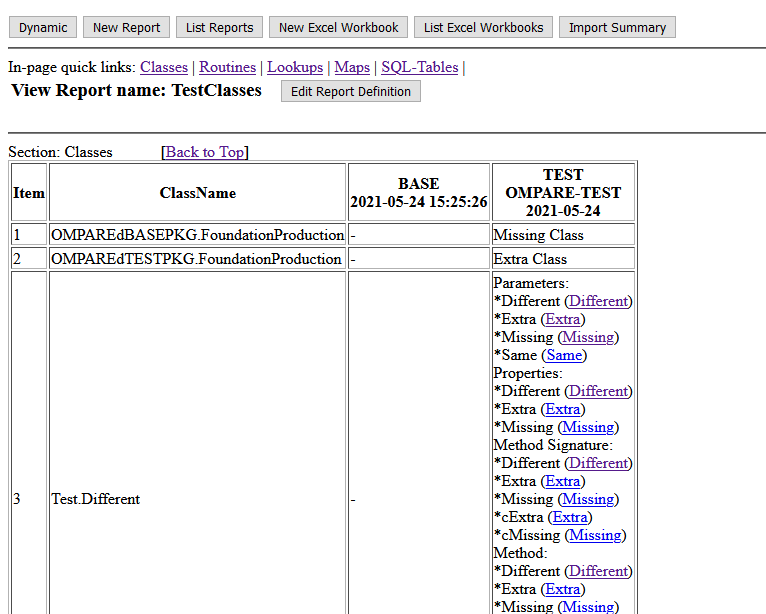 Dynamic New Report List Reports New Excel Workbook List Excel Workbooks Import Summary
In-page quick links: Classes | Routines | Lookups | Maps | SQL-Tables |
View Report name: TestClasses Edit Report Definition
Section: Classes [Back to Top]
Item ClassName BASE 2021-05-24 15:25:26 TEST OMPARE-TEST 2021-05-24
1 OMPAREdBASEPKG.FoundationProduction - Missing Class
2 OMPAREdTESTPKG.FoundationProduction - Extra Class
3 Test.Different -
Parameters:
*Different (Different)
*Extra (Extra)
*Missing (Missing)
*Same (Same)
Properties:
*Different (Different)
*Extra (Extra)
*Missing (Missing)
Method Signature:
*Different (Different)
*Extra (Extra)
*Missing (Missing)
*cExtra (Extra)
*cMissing (Missing)
Method:
*Different (Different)
*Extra (Extra)
*Missing (Missing)